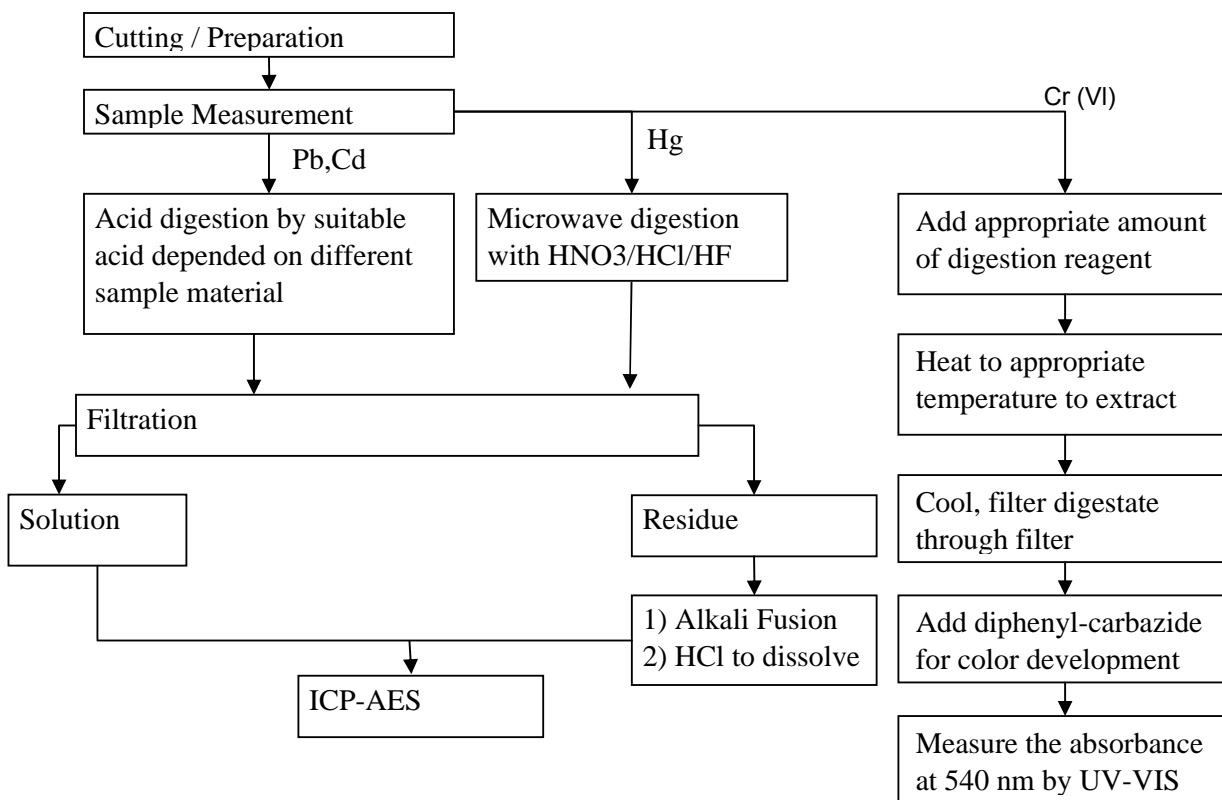 Cutting / Preparation
Sample Measurement
Cr (VI)
Hg
Pb,Cd
Acid digestion by suitable
acid depended on different
sample material
Microwave digestion
with HNO3/HCl/HF
Add appropriate amount
of digestion reagent
Heat to appropriate
temperature to extract
Filtration
Solution
Residue
Cool, filter digestate
through filter
1) Alkali Fusion
2) HCl to dissolve
Add diphenyl-carbazide
for color development
ICP-AES
Measure the absorbance
at 540 nm by UV-VIS